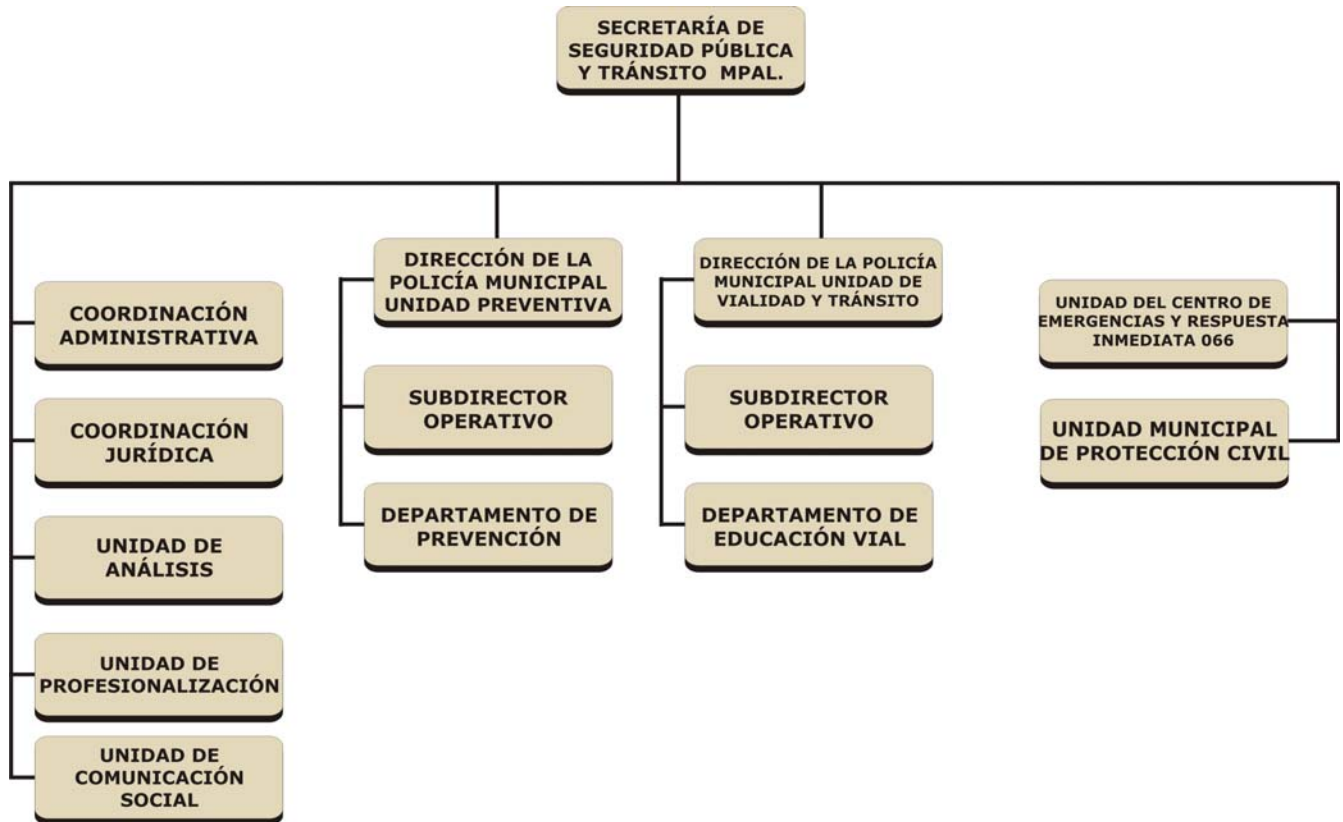 SECRETARÍA DE
SEGURIDAD PÚBLICA
Y TRÁNSITO MPAL.
COORDINACIÓN
ADMINISTRATIVA
COORDINACIÓN
JURÍDICA
UNIDAD DE
ANÁLISIS
UNIDAD DE
PROFESIONALIZACIÓN
UNIDAD DE
COMUNICACIÓN
SOCIAL
DIRECCIÓN DE LA
POLICÍA MUNICIPAL
UNIDAD PREVENTIVA
SUBDIRECTOR
OPERATIVO
DEPARTAMENTO DE
PREVENCIÓN
DIRECCIÓN DE LA POLICÍA
MUNICIPAL UNIDAD DE
VIALIDAD Y TRÁNSITO
SUBDIRECTOR
OPERATIVO
DEPARTAMENTO DE
EDUCACIÓN VIAL
UNIDAD DEL CENTRO DE
EMERGENCIAS Y RESPUESTA
INMEDIATA 066
UNIDAD MUNICIPAL
DE PROTECCIÓN CIVIL